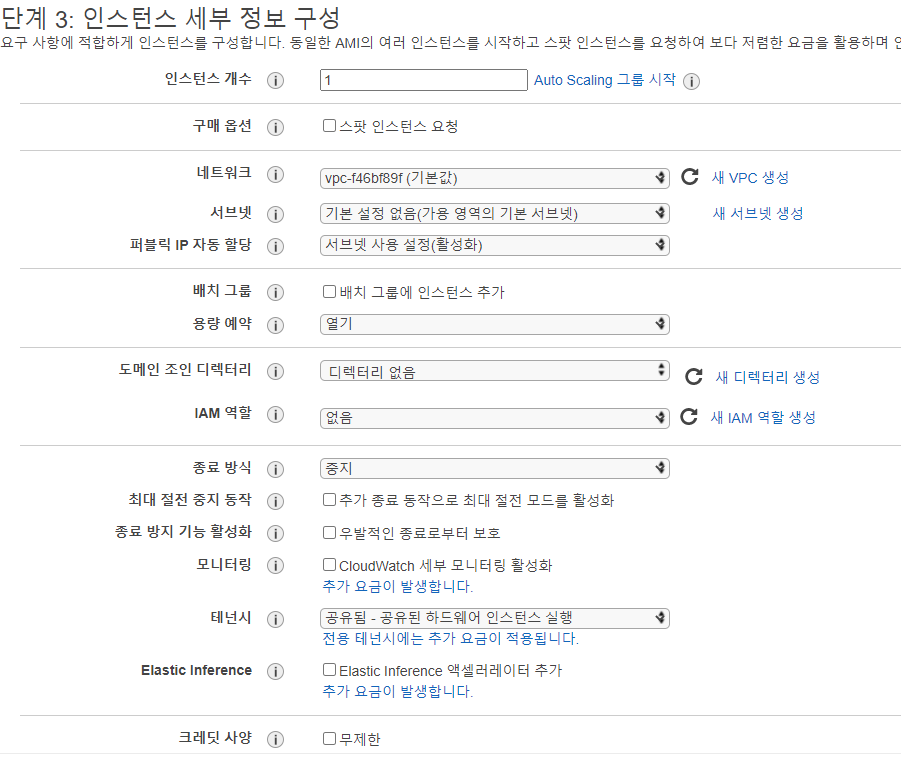 단계 3: 인스턴스 세부 정보 구성
요구 사항에 적합하게 인스턴스를 구성합니다. 동일한 AMI의 여러 인스턴스를 시작하고 스팟 인스턴스를 요청하여 보다 저렴한 요금을 활용하며
인스턴스 개수 i 1 Auto Scaling 그룹 시작 i
구매 옵션 i 스팟 인스턴스 요청
네트워크 i vpc-f46bf89f (기본값) 새 VPC 생성
서브넷 i 기본 설정 없음(가용 영역의 기본 서브넷) 새 서브넷 생성
퍼블릭 IP 자동 할당 i 서브넷 사용 설정(활성화)
배치 그룹 i 배치 그룹에 인스턴스 추가
용량 예약 i 열기
도메인 조인 디렉터리 i 디렉터리 없음 새 디렉터리 생성
IAM 역할 i 없음 새 IAM 역할 생성
종료 방식 i 중지
최대 절전 중지 동작 i 추가 종료 동작으로 최대 절전 모드를 활성화
종료 방지 기능 활성화 i 우발적인 종료로부터 보호
모니터링 i CloudWatch 세부 모니터링 활성화
추가 요금이 발생합니다.
테넌시 i 공유됨 - 공유된 하드웨어 인스턴스 실행
전용 테넌시에는 추가 요금이 적용됩니다.
Elastic Inference i Elastic Inference 액셀러레이터 추가
추가 요금이 발생합니다.
크레딧 사양 i 무제한